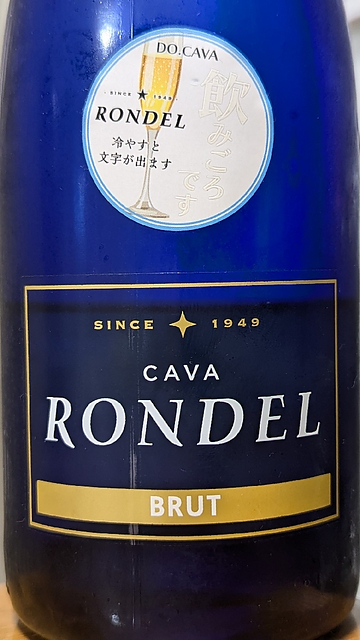 DO.CAVA
· SINCE ★ 1949 ·
RONDEL
冷やすと
文字が出ます
飲みごろ
です
SINCE 1949
CAVA
RONDEL
BRUT